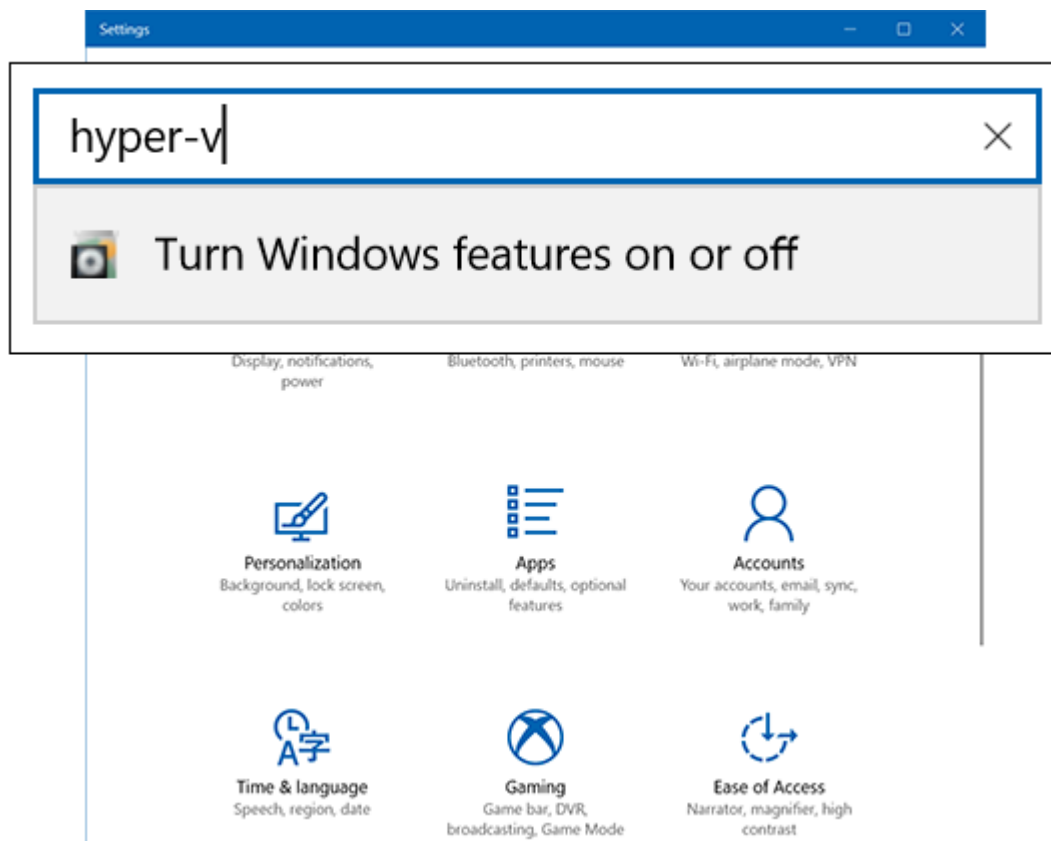 Settings
hyper-v
Turn Windows features on or off
Display, notifications,
power
Bluetooth, printers, mouse
Wi-Fi, airplane mode, VPN
Personalization
Background, lock screen,
colors
Apps
Uninstall, defaults, optional
features
Accounts
Your accounts, email, sync,
work, family
Time & language
Speech, region, date
Gaming
Game bar, DVR,
broadcasting, Game Mode
Ease of Access
Narrator, magnifier, high
contrast